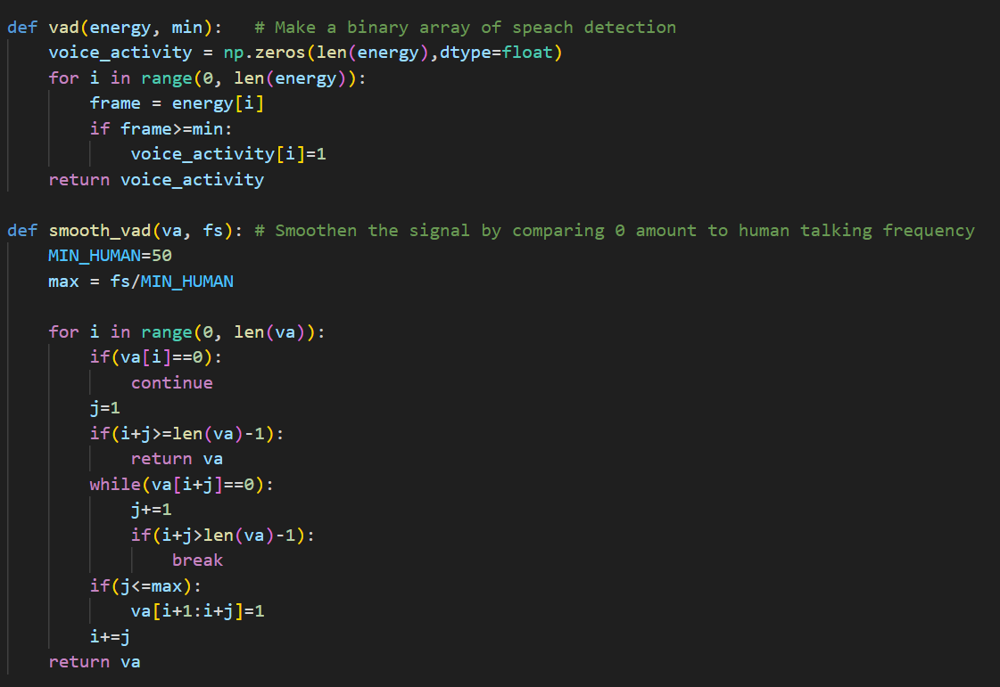 def vad(energy, min):   # Make a binary array of speach detection
    voice_activity = np.zeros(len(energy),dtype=float)
    for i in range(0, len(energy)):
        frame = energy[i]
        if frame>=min:
            voice_activity[i]=1
    return voice_activity

def smooth_vad(va, fs): # Smoothen the signal by comparing 0 amount to human talking frequency
    MIN_HUMAN=50
    max = fs/MIN_HUMAN

    for i in range(0, len(va)):
        if(va[i]==0):
            continue
        j=1
        if(i+j>=len(va)-1):
            return va
        while(va[i+j]==0):
            j+=1
            if(i+j>len(va)-1):
                break
        if(j<=max):
            va[i+1:i+j]=1
        i+=j
    return va